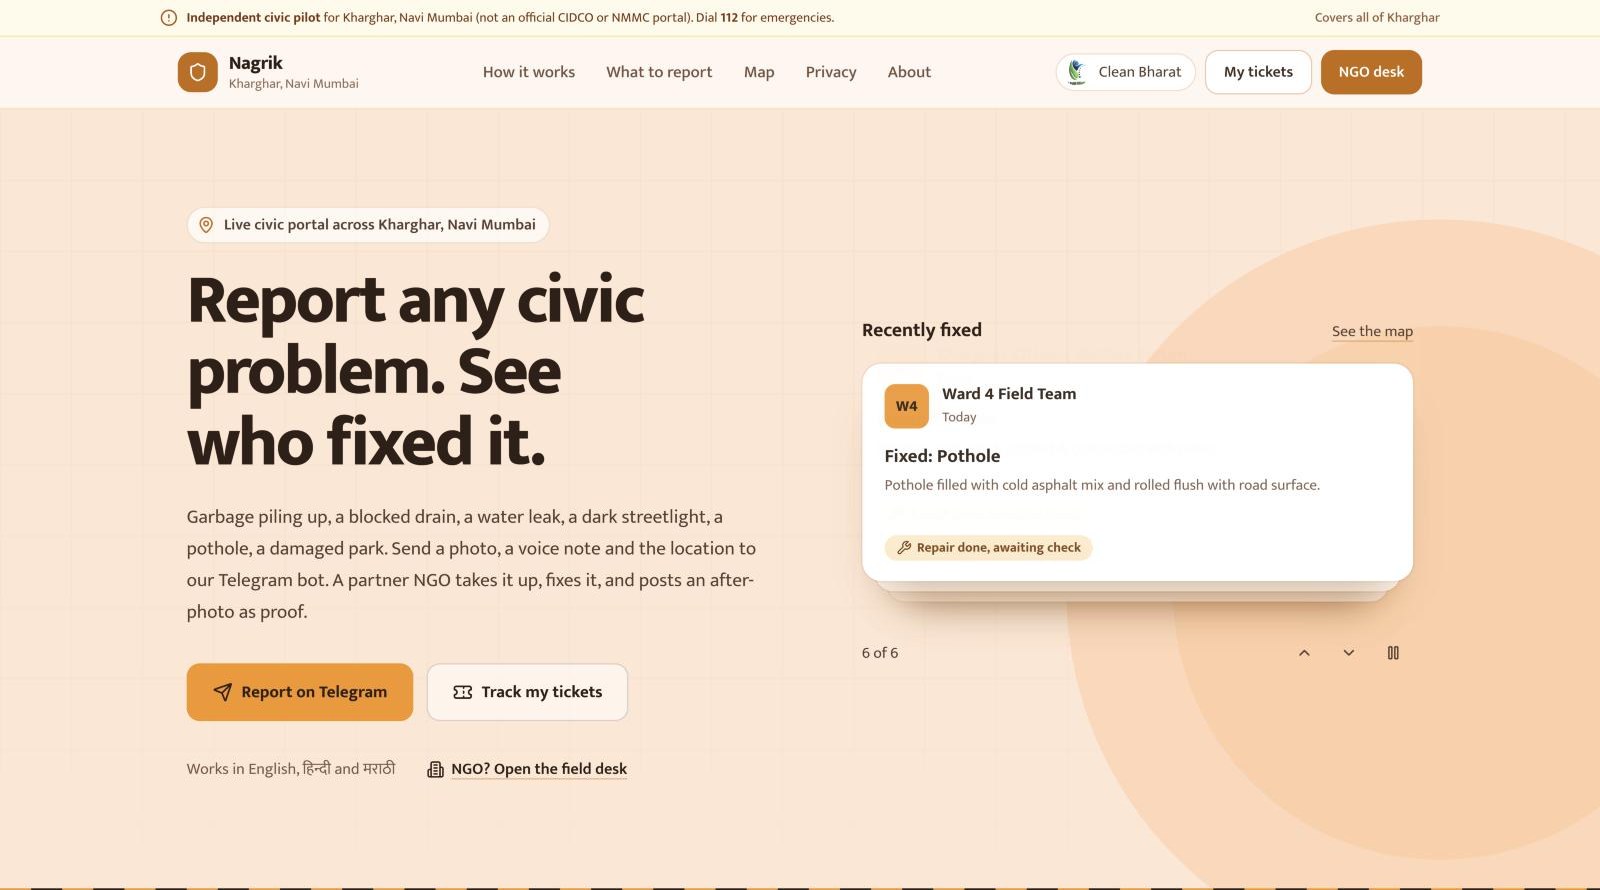 Independent civic pilot for Kharghar, Navi Mumbai (not an official CIDCO or NMMC portal). Dial 112 for emergencies.
Covers all of Kharghar
Nagrik
Kharghar, Navi Mumbai
How it works
What to report
Map
Privacy
About
Clean Bharat
My tickets
NGO desk
Live civic portal across Kharghar, Navi Mumbai
Report any civic
problem. See
who fixed it.
Garbage piling up, a blocked drain, a water leak, a dark streetlight, a
pothole, a damaged park. Send a photo, a voice note and the location to
our Telegram bot. A partner NGO takes it up, fixes it, and posts an after-
photo as proof.
Report on Telegram
Track my tickets
Works in English, हिन्दी and मराठी
NGO? Open the field desk
Recently fixed
See the map
W4
Ward 4 Field Team
Today
Fixed: Pothole
Pothole filled with cold asphalt mix and rolled flush with road surface.
Repair done, awaiting check
6 of 6